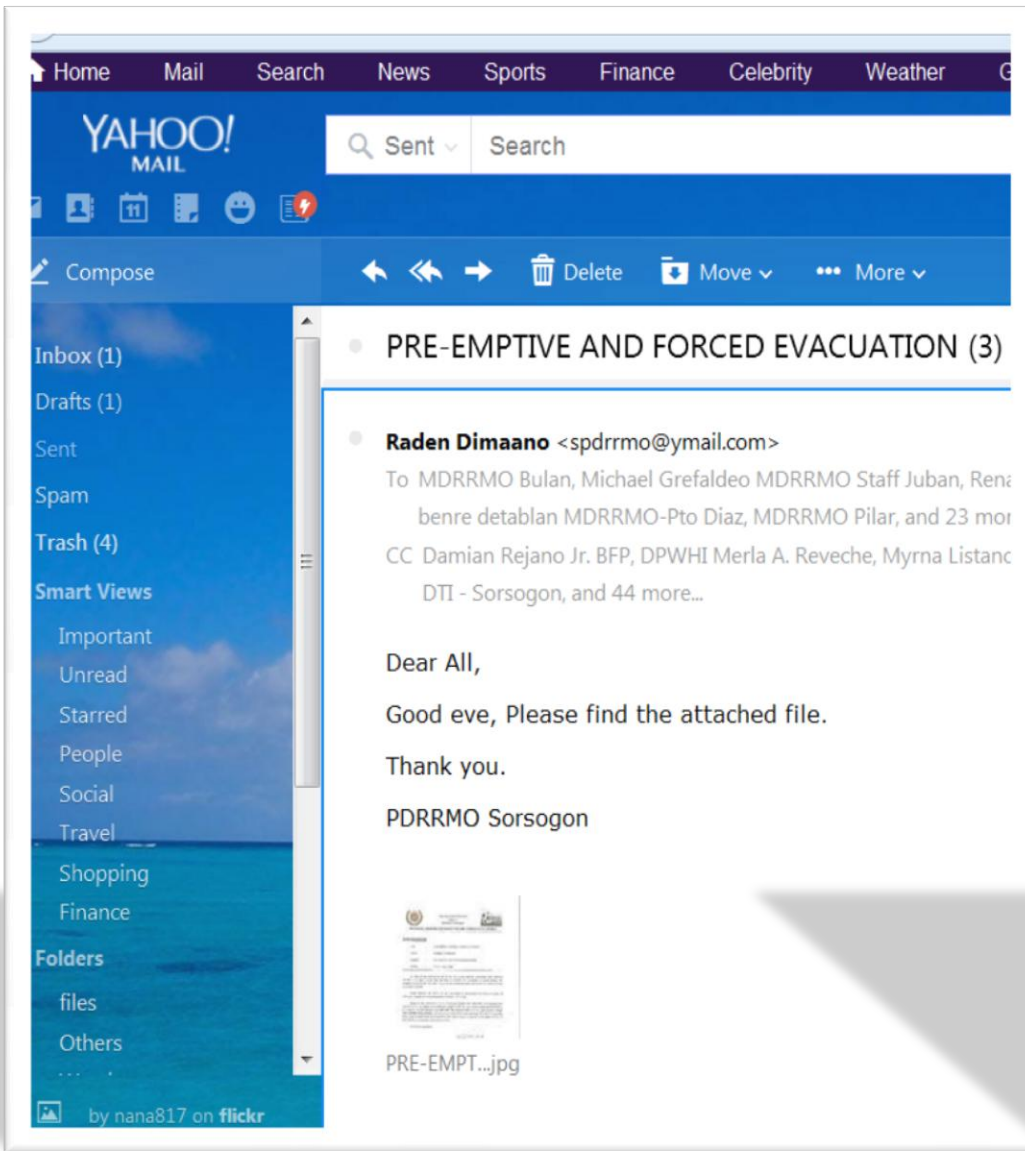 Home Mail Search News Sports Finance Celebrity Weather
YAHOO!
MAIL
Sent Search
11
Compose
Delete Move More
Inbox (1)
Drafts (1)
Sent
Spam
Trash (4)
Smart Views
Important
Unread
Starred
People
Social
Travel
Shopping
Finance
Folders
files
Others
by nana817 on flickr
PRE-EMPTIVE AND FORCED EVACUATION (3)
Raden Dimaano <spdrrmo@ymail.com>
To MDRRMO Bulan, Michael Grefaldeo MDRRMO Staff Juban,
benre detablan MDRRMO-Pto Diaz, MDRRMO Pilar, and 23
CC Damian Rejano Jr. BFP, DPWHI Merla A. Reveche, Myrna
DTI - Sorsogon, and 44 more...
Dear All,
Good eve, Please find the attached file.
Thank you.
PDRRMO Sorsogon
PRE-EMPT...jpg